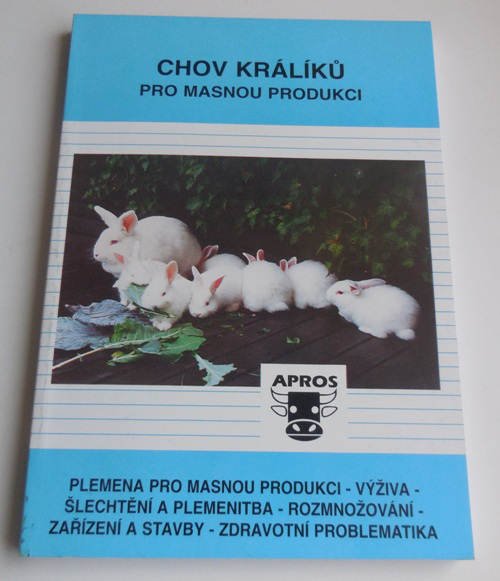 CHOV KRÁLÍKŮ
PRO MASNOU PRODUKCI
APROS
PLEMENA PRO MASNOU PRODUKCI - VÝŽIVA -
ŠLECHTĚNÍ A PLEMENITBA - ROZMNOŽOVÁNÍ -
ZAŘÍZENÍ A STAVBY - ZDRAVOTNÍ PROBLEMATIKA